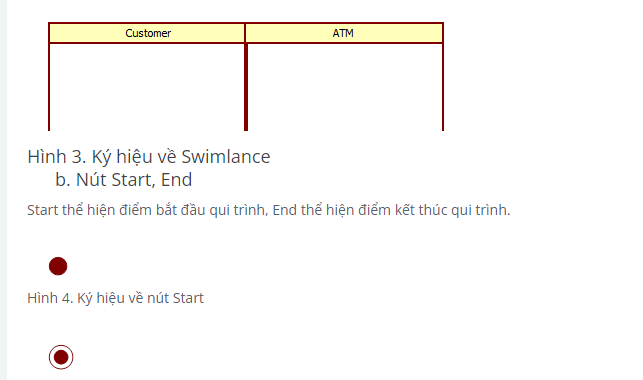 Customer ATM
Hình 3. Ký hiệu về Swimlance
b. Nút Start, End
Start thể hiện điểm bắt đầu qui trình, End thể hiện điểm kết thúc qui trình.
Hình 4. Ký hiệu về nút Start